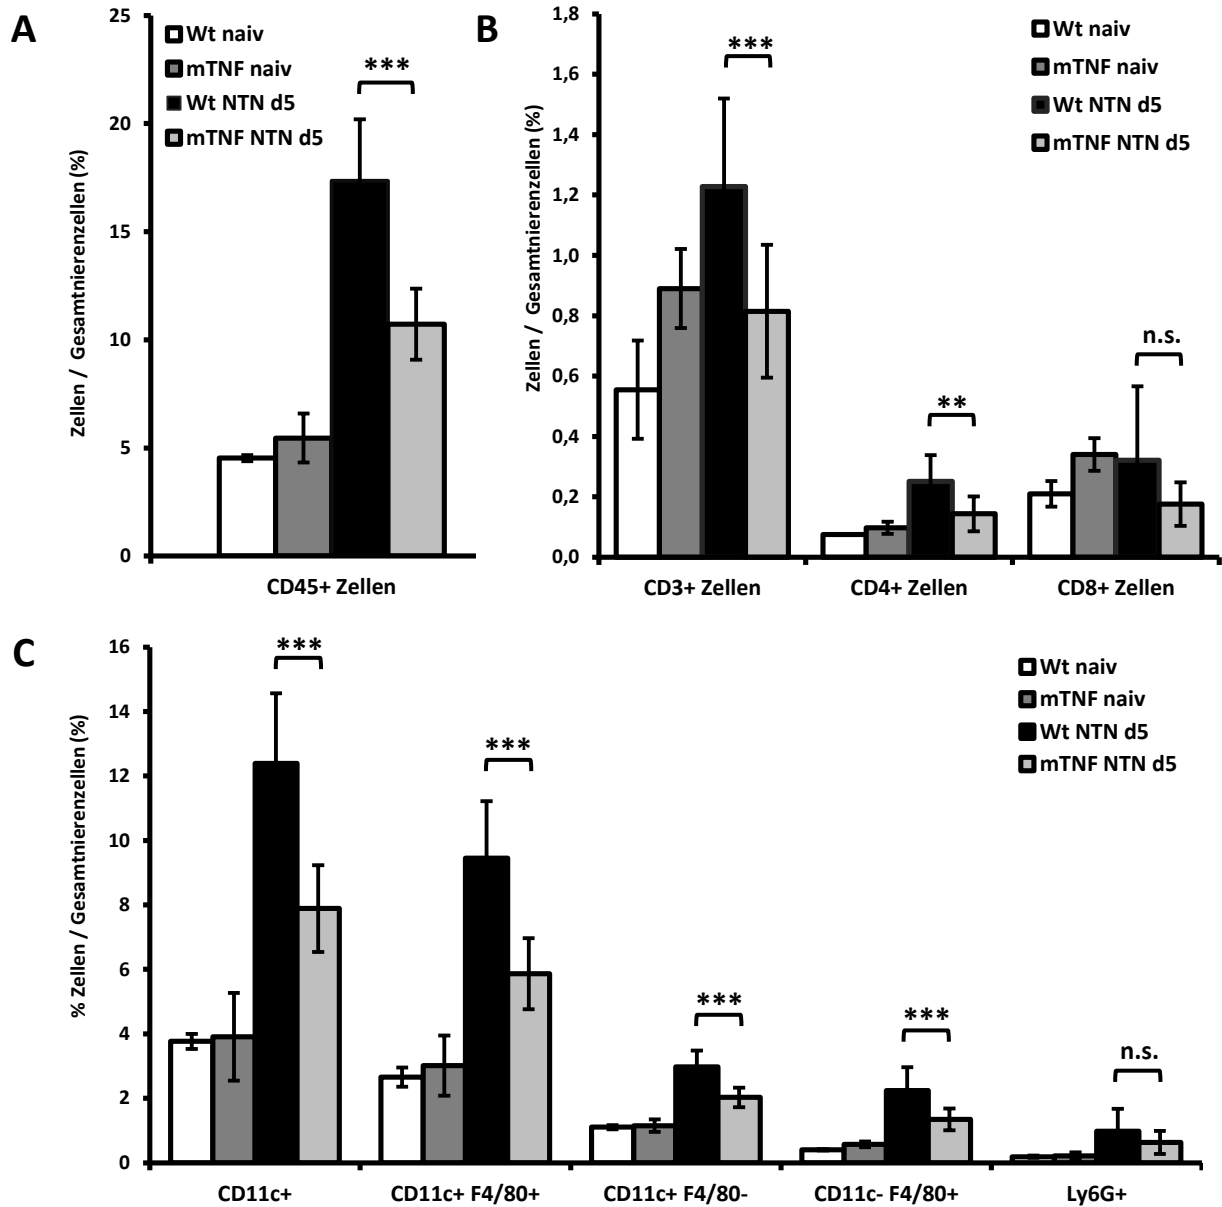 A
Zellen / Gesamtnierenzellen (%)
25
20
15
10
5
0
Wt naiv
mTNF naiv
Wt NTN d5
mTNF NTN d5
***
CD45+ Zellen
B
Zellen / Gesamtnierenzellen (%)
1,8
1,6
1,4
1,2
1,0
0,8
0,6
0,4
0,2
0,0
Wt naiv
mTNF naiv
Wt NTN d5
mTNF NTN d5
***
**
n.s.
CD3+ Zellen
CD4+ Zellen
CD8+ Zellen
C
% Zellen / Gesamtnierenzellen (%)
16
14
12
10
8
6
4
2
0
Wt naiv
mTNF naiv
Wt NTN d5
mTNF NTN d5
***
***
***
***
n.s.
CD11c+
CD11c+ F4/80+
CD11c+ F4/80-
CD11c- F4/80+
Ly6G+